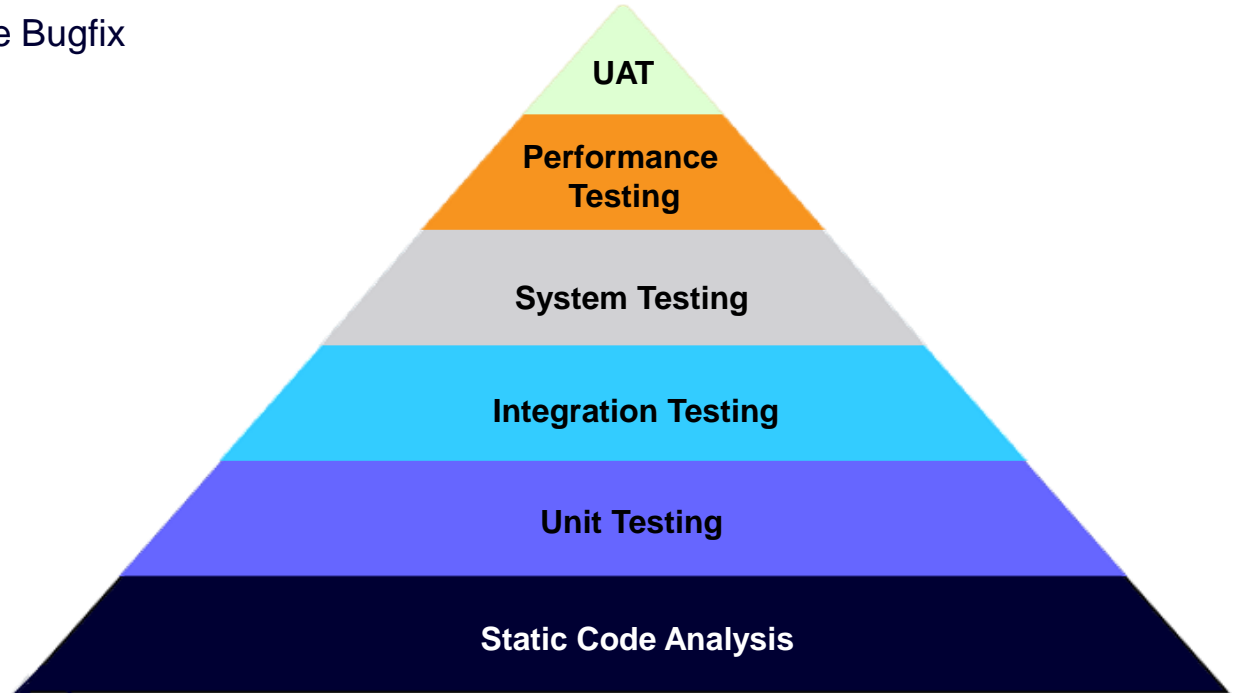 e Bugfix
UAT
Performance
Testing
System Testing
Integration Testing
Unit Testing
Static Code Analysis